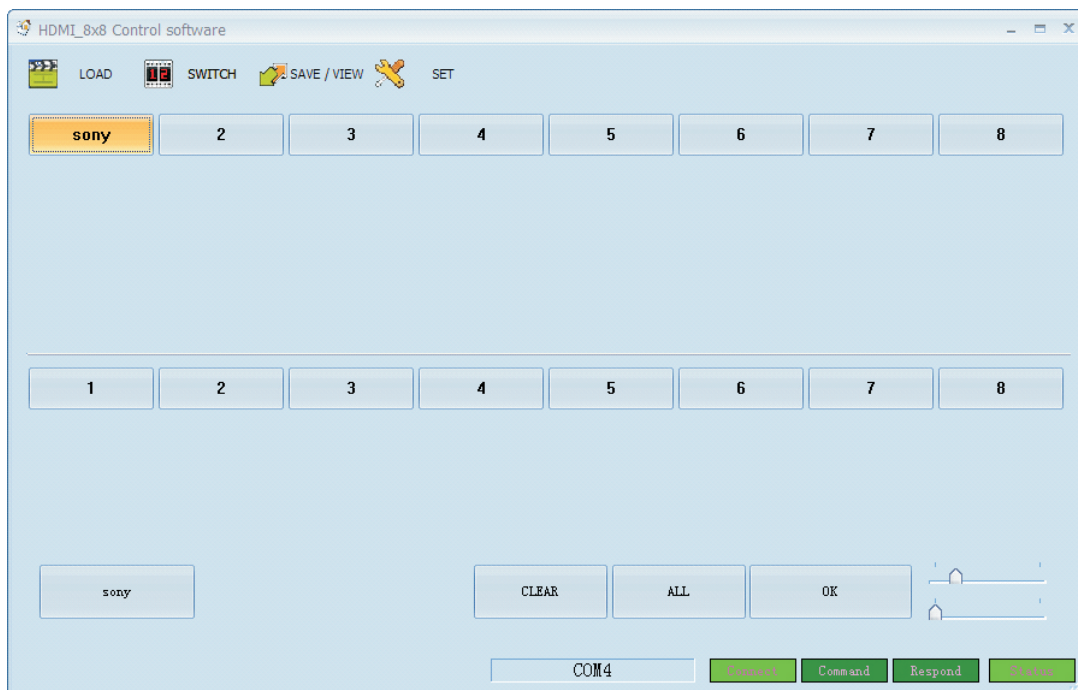 HDMI_8x8 Control software
LOAD SWITCH SAVE / VIEW SET
sony 2 3 4 5 6 7 8
1 2 3 4 5 6 7 8
sony CLEAR ALL OK
COM4 Connect Command Respond Status